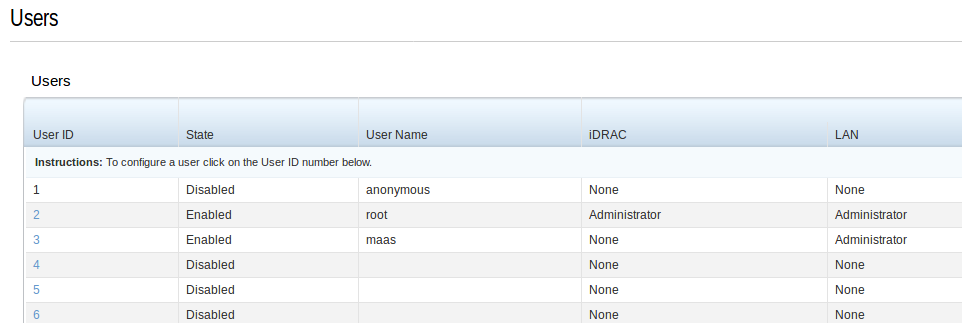 Users
Users
User ID State User Name iDRAC LAN
Instructions: To configure a user click on the User ID number below.
1 Disabled anonymous None None
2 Enabled root Administrator Administrator
3 Enabled maas None Administrator
4 Disabled None None
5 Disabled None None
6 Disabled None None